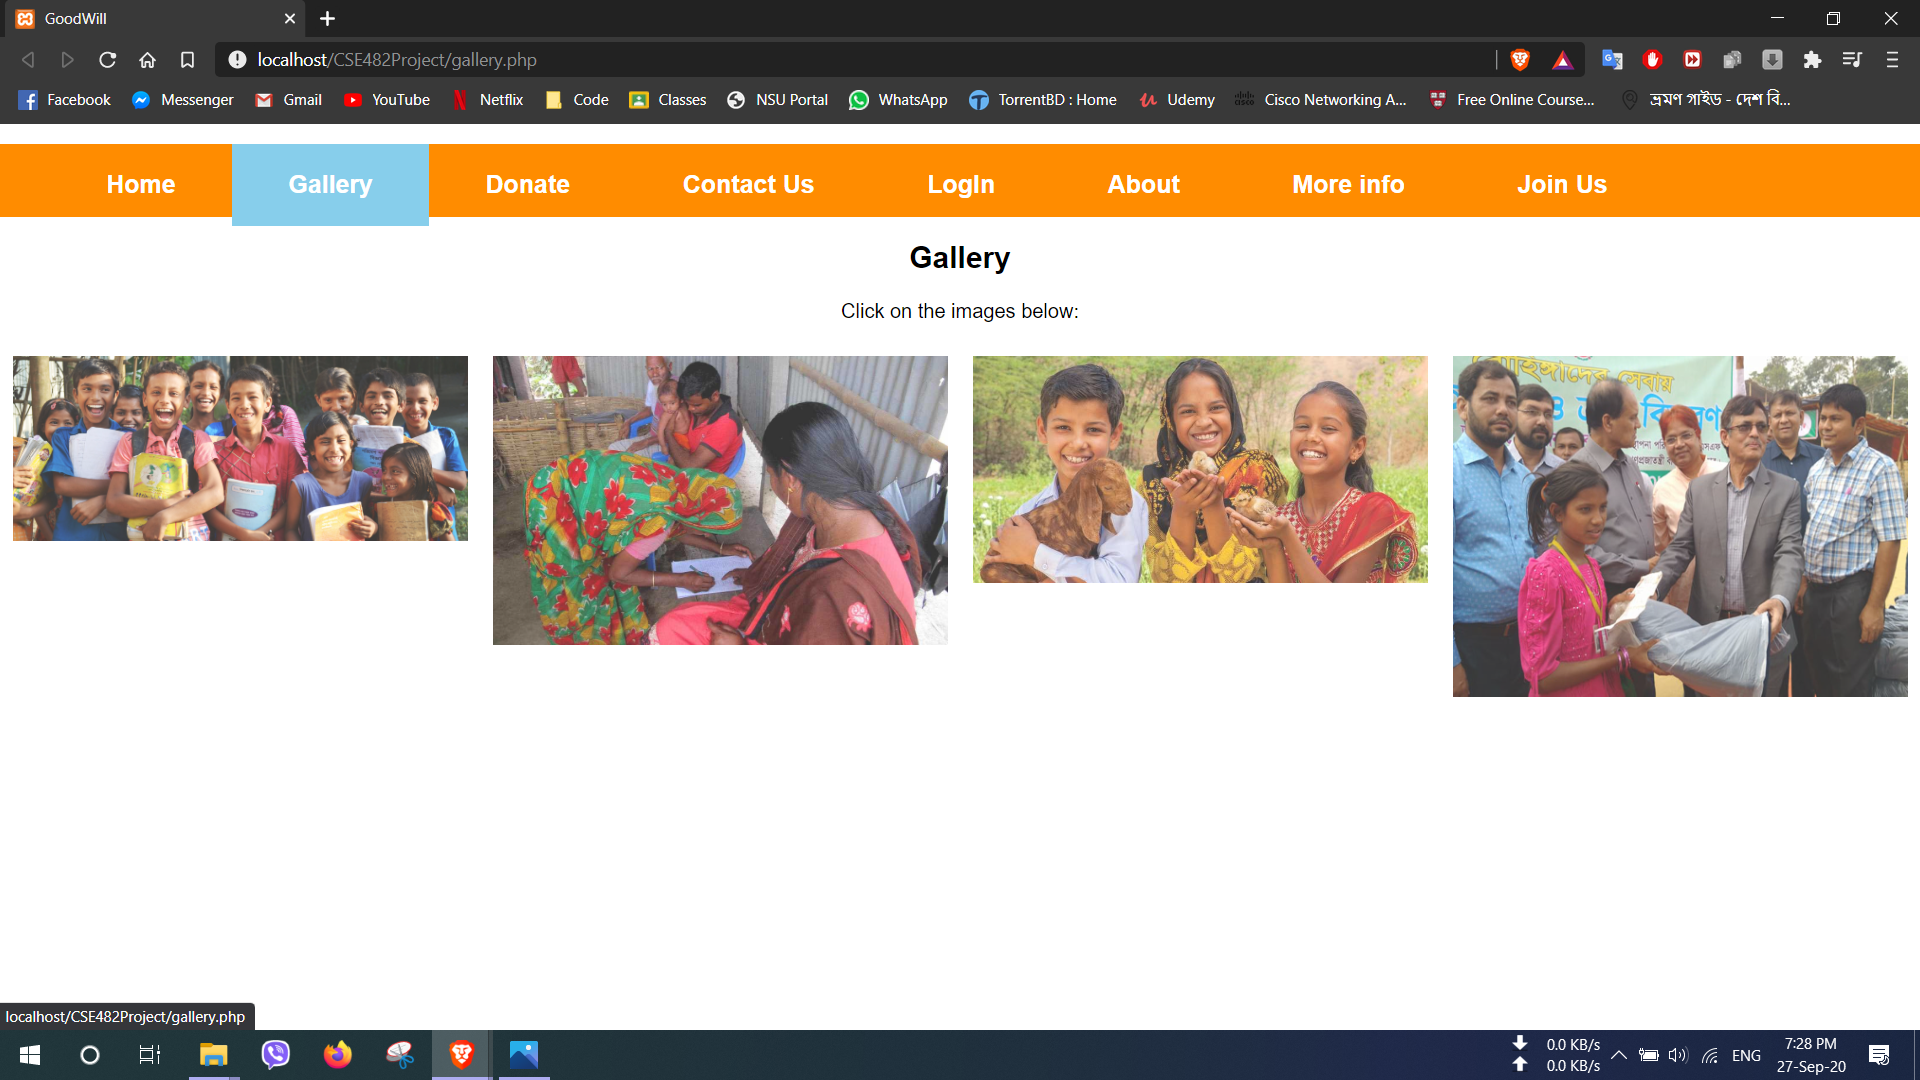 GoodWill
localhost/CSE482Project/gallery.php
Facebook Messenger Gmail YouTube Netflix Code Classes NSU Portal WhatsApp TorrentBD : Home Udemy Cisco Networking A... Free Online Course... ভ্রমণ গাইড - দেশ বি...
Home Gallery Donate Contact Us LogIn About More info Join Us
Gallery
Click on the images below:
সেবায়
localhost/CSE482Project/gallery.php
0.0 KB/s
0.0 KB/s
ENG
7:28 PM
27-Sep-20